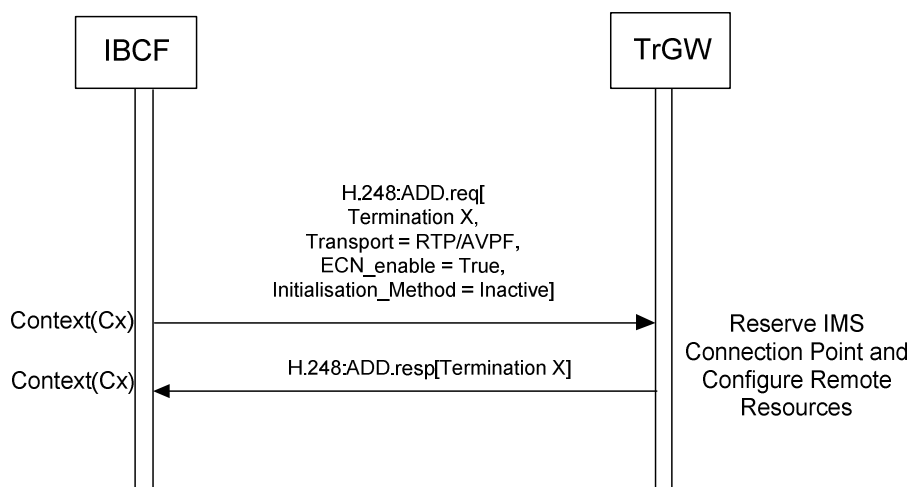 IBCF
TrGW
H.248:ADD.req[
Termination X,
Transport = RTP/AVPF,
ECN_enable = True,
Initialisation_Method = Inactive]
Context(Cx)
Reserve IMS
Connection Point and
Configure Remote
Resources
H.248:ADD.resp[Termination X]
Context(Cx)